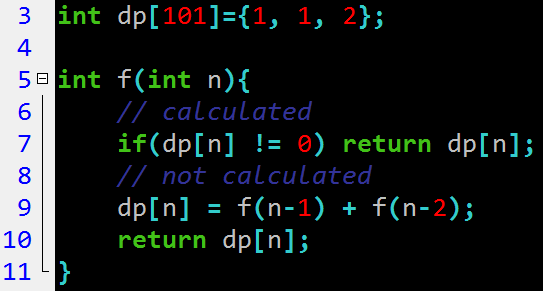 3 int dp[101]={1, 1, 2};
4
5 int f(int n){
6     // calculated
7     if(dp[n] != 0) return dp[n];
8     // not calculated
9     dp[n] = f(n-1) + f(n-2);
10     return dp[n];
11 }